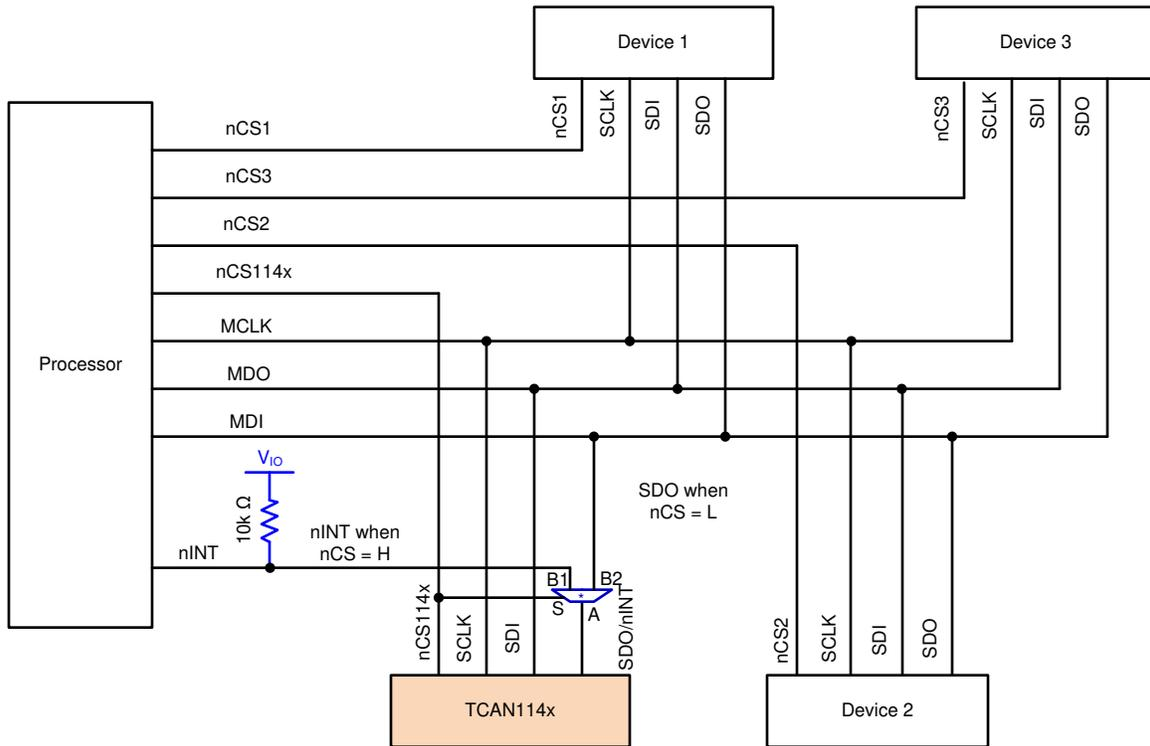 Device 1
Device 3
nCS1
SCLK
SDI
SDO
nCS3
SCLK
SDI
SDO
nCS1
nCS3
nCS2
nCS114x
MCLK
Processor
MDO
MDI
VIO
10k Ω
SDO when
nCS = L
nINT when
nCS = H
nINT
B1
B2
*
S
A
nCS114x
SCLK
SDI
SDO/nINT
nCS2
SCLK
SDI
SDO
TCAN114x
Device 2